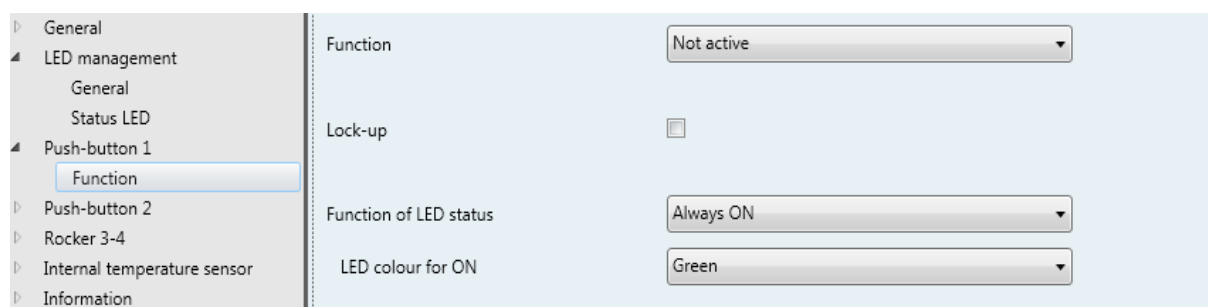 General
LED management
General
Status LED
Push-button 1
Function
Push-button 2
Rocker 3-4
Internal temperature sensor
Information
Function Not active
Lock-up
Function of LED status Always ON
LED colour for ON Green